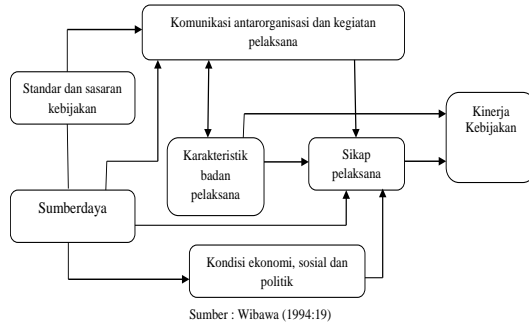 Komunikasi antarorganisasi dan kegiatan
pelaksana
Standar dan sasaran
kebijakan
Kinerja
Kebijakan
Karakteristik
badan
pelaksana
Sikap
pelaksana
Sumberdaya
Kondisi ekonomi, sosial dan
politik
Sumber : Wibawa (1994:19)